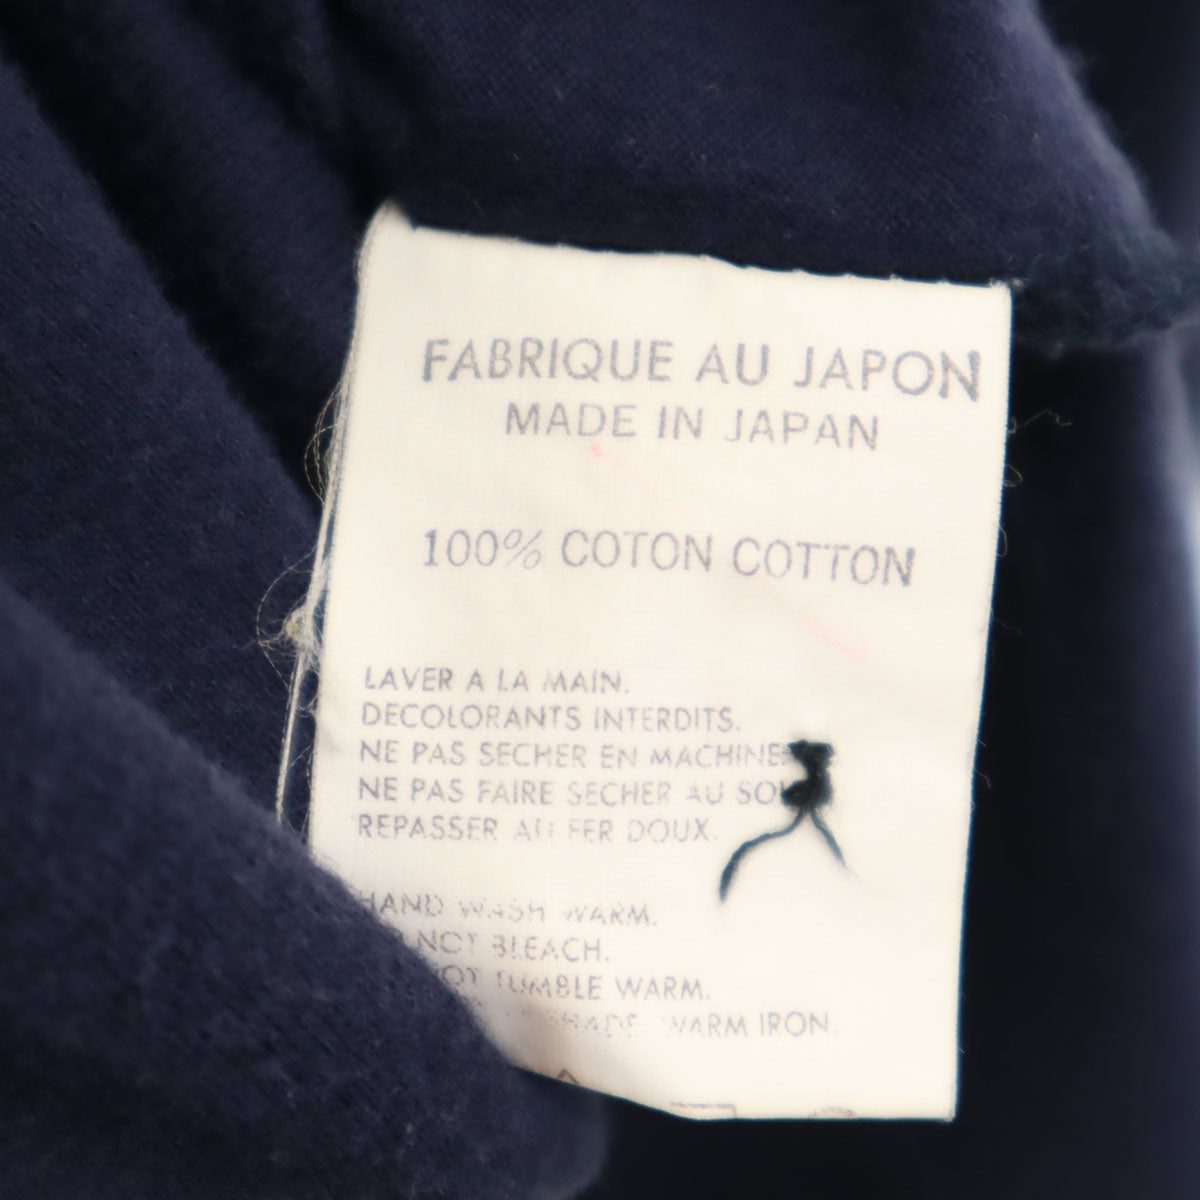 FABRIQUE AU JAPON
MADE IN JAPAN
100% COTON COTTON
LAVER A LA MAIN.
DECOLORANTS INTERDITS.
NE PAS SECHER EN MACHINE
NE PAS FAIRE SECHER AU
REPASSER AU FER DOUX.
HAND WASH WARM.
NOT BLEACH.
TUMBLE WARM.
SHADE. WARM IRON.